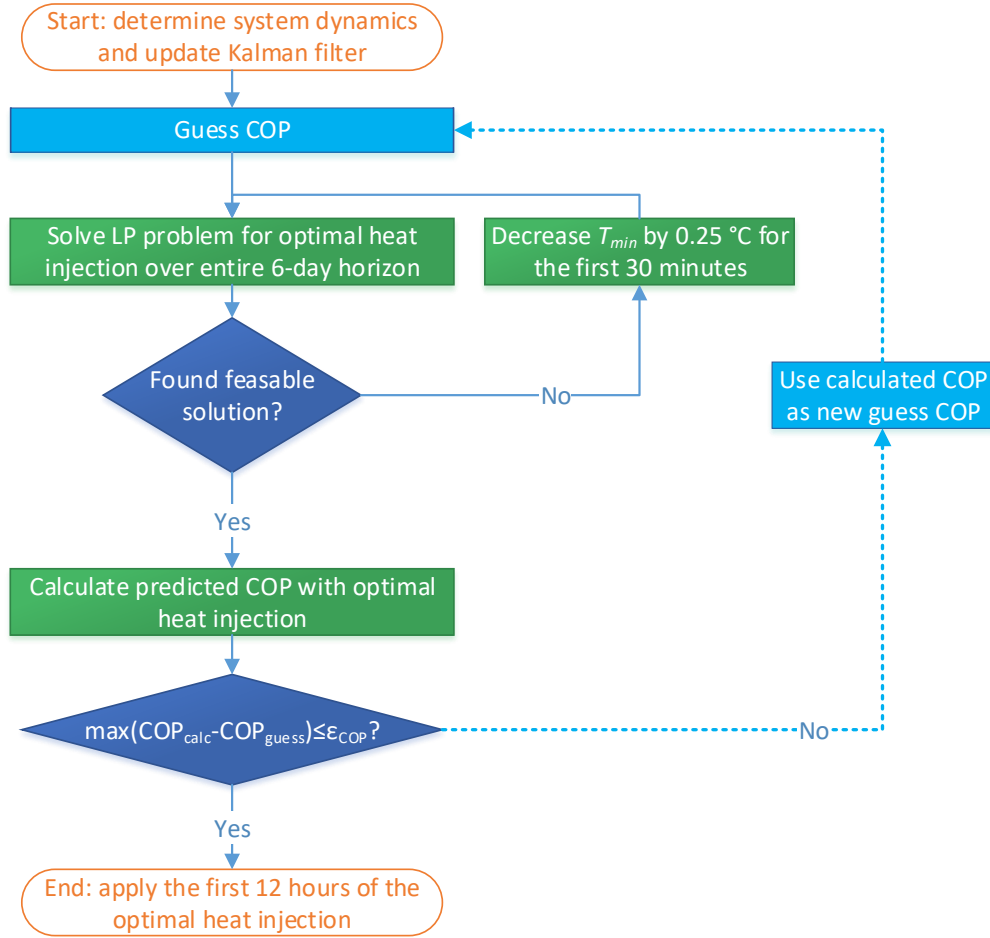 Start: determine system dynamics
and update Kalman filter
Guess COP
Solve LP problem for optimal heat
injection over entire 6-day horizon
Decrease Tmin by 0.25 °C for
the first 30 minutes
Found feasable
solution?
No
Use calculated COP
as new guess COP
Yes
Calculate predicted COP with optimal
heat injection
max(COPcalc-COPguess)≤εCOP?
No
Yes
End: apply the first 12 hours of the
optimal heat injection